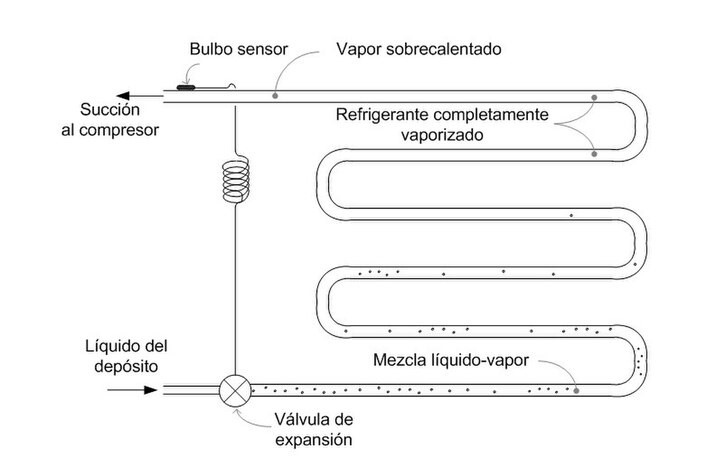 Bulbo sensor
Vapor sobrecalentado
Succión
al compresor
Refrigerante completamente
vaporizado
Líquido del
depósito
Mezcla líquido-vapor
Válvula de
expansión